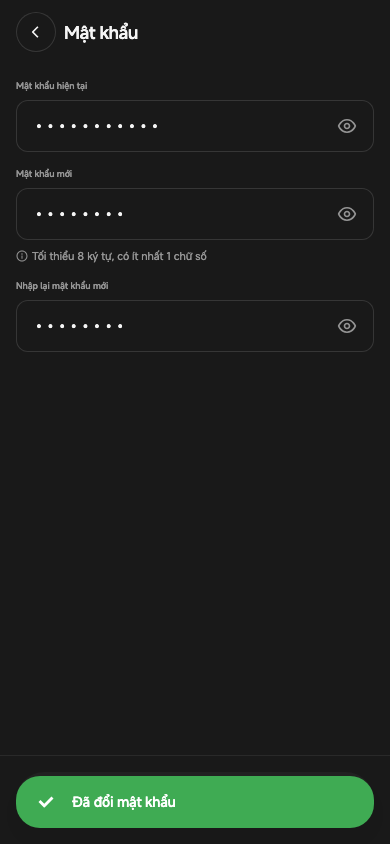 Mật khẩu
Mật khẩu hiện tại
•••••••••••
Mật khẩu mới
••••••••
Tối thiểu 8 ký tự, có ít nhất 1 chữ số
Nhập lại mật khẩu mới
••••••••
Đã đổi mật khẩu